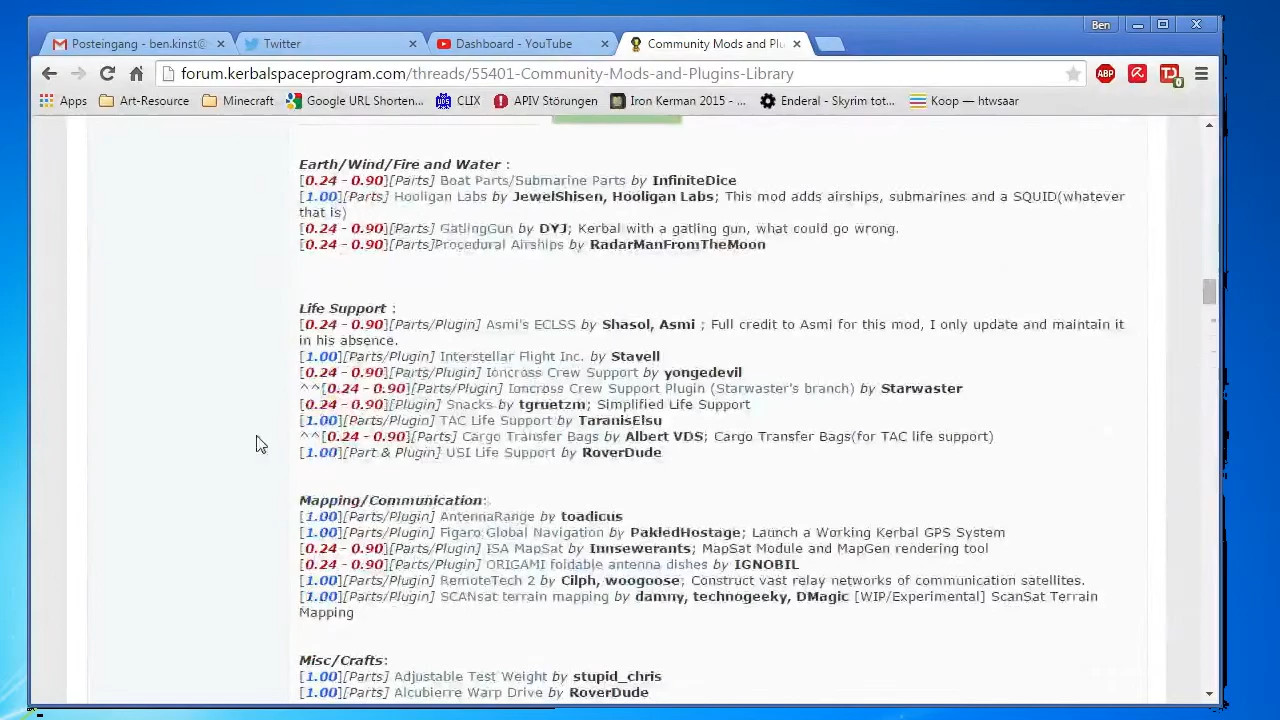 Ben
Posteingang - ben.kinst@
Twitter
Dashboard - YouTube
Community Mods and Plu
forum.kerbalspaceprogram.com/threads/55401-Community-Mods-and-Plugins-Library
ABP
0
Apps
Art-Resource
Minecraft
Google URL Shorten...
UDS
CLIX
APIV Störungen
Iron Kerman 2015 - ...
Enderal - Skyrim tot...
Koop — htwsaar
Earth/Wind/Fire and Water :
[0.24 - 0.90][Parts] Boat Parts/Submarine Parts by InfiniteDice
[1.00][Parts] Hooligan Labs by JewelShisen, Hooligan Labs; This mod adds airships, submarines and a SQUID(whatever
that is)
[0.24 - 0.90][Parts] GatlingGun by DYJ; Kerbal with a gatling gun, what could go wrong.
[0.24 - 0.90][Parts]Procedural Airships by RadarManFromTheMoon
Life Support :
[0.24 - 0.90][Parts/Plugin] Asmi's ECLSS by Shasol, Asmi ; Full credit to Asmi for this mod, I only update and maintain it
in his absence.
[1.00][Parts/Plugin] Interstellar Flight Inc. by Stavell
[0.24 - 0.90][Parts/Plugin] Ioncross Crew Support by yongedevil
^^[0.24 - 0.90][Parts/Plugin] Ioncross Crew Support Plugin (Starwaster's branch) by Starwaster
[0.24 - 0.90][Plugin] Snacks by tgruetzm; Simplified Life Support
[1.00][Parts/Plugin] TAC Life Support by TaranisElsu
^^[0.24 - 0.90][Parts] Cargo Transfer Bags by Albert VDS; Cargo Transfer Bags(for TAC life support)
[1.00][Part & Plugin] USI Life Support by RoverDude
Mapping/Communication:
[1.00][Parts/Plugin] AntennaRange by toadicus
[1.00][Parts/Plugin] Figaro Global Navigation by PakledHostage; Launch a Working Kerbal GPS System
[0.24 - 0.90][Parts/Plugin] ISA MapSat by Innsewerants; MapSat Module and MapGen rendering tool
[0.24 - 0.90][Parts/Plugin] ORIGAMI foldable antenna dishes by IGNOBIL
[1.00][Parts/Plugin] RemoteTech 2 by Cilph, woogoose; Construct vast relay networks of communication satellites.
[1.00][Parts/Plugin] SCANsat terrain mapping by damny, technogeeky, DMagic [WIP/Experimental] ScanSat Terrain
Mapping
Misc/Crafts:
[1.00][Parts] Adjustable Test Weight by stupid_chris
[1.00][Parts] Alcubierre Warp Drive by RoverDude